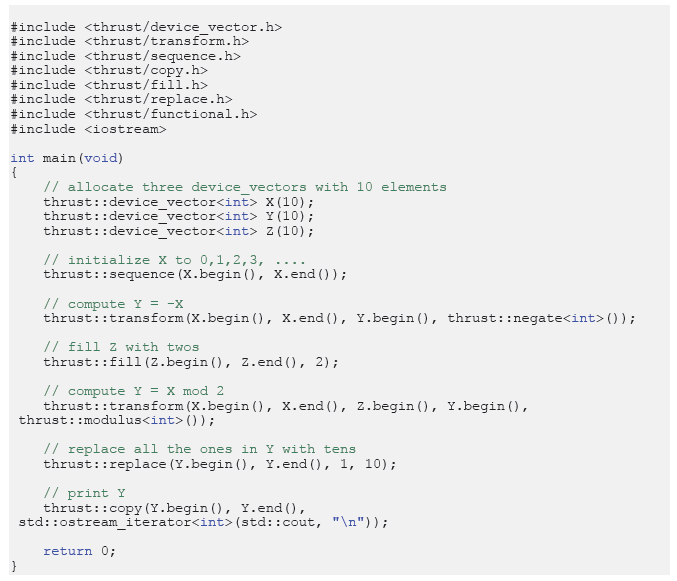 #include <thrust/device_vector.h>
#include <thrust/transform.h>
#include <thrust/sequence.h>
#include <thrust/copy.h>
#include <thrust/fill.h>
#include <thrust/replace.h>
#include <thrust/functional.h>
#include <iostream>

int main(void)
{
    // allocate three device_vectors with 10 elements
    thrust::device_vector<int> X(10);
    thrust::device_vector<int> Y(10);
    thrust::device_vector<int> Z(10);

    // initialize X to 0,1,2,3, ....
    thrust::sequence(X.begin(), X.end());

    // compute Y = -X
    thrust::transform(X.begin(), X.end(), Y.begin(), thrust::negate<int>());

    // fill Z with twos
    thrust::fill(Z.begin(), Z.end(), 2);

    // compute Y = X mod 2
    thrust::transform(X.begin(), X.end(), Z.begin(), Y.begin(),
 thrust::modulus<int>());

    // replace all the ones in Y with tens
    thrust::replace(Y.begin(), Y.end(), 1, 10);

    // print Y
    thrust::copy(Y.begin(), Y.end(),
 std::ostream_iterator<int>(std::cout, "\n"));

    return 0;
}